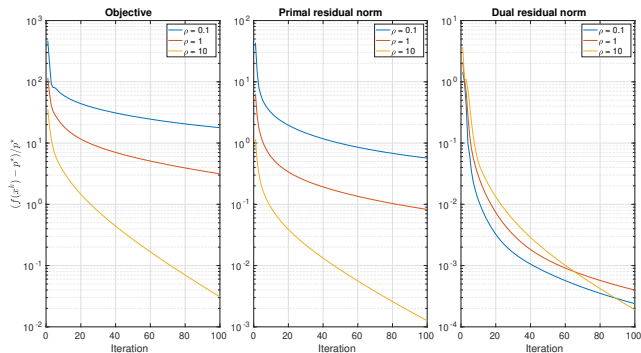 Objective
ρ = 0.1
ρ = 1
ρ = 10
10^3
10^2
10^1
10^0
10^-1
10^-2
(f(x^k) − p*)/p*
0 20 40 60 80 100
Iteration
Primal residual norm
ρ = 0.1
ρ = 1
ρ = 10
10^2
10^1
10^0
10^-1
10^-2
10^-3
0 20 40 60 80 100
Iteration
Dual residual norm
ρ = 0.1
ρ = 1
ρ = 10
10^1
10^0
10^-1
10^-2
10^-3
10^-4
0 20 40 60 80 100
Iteration